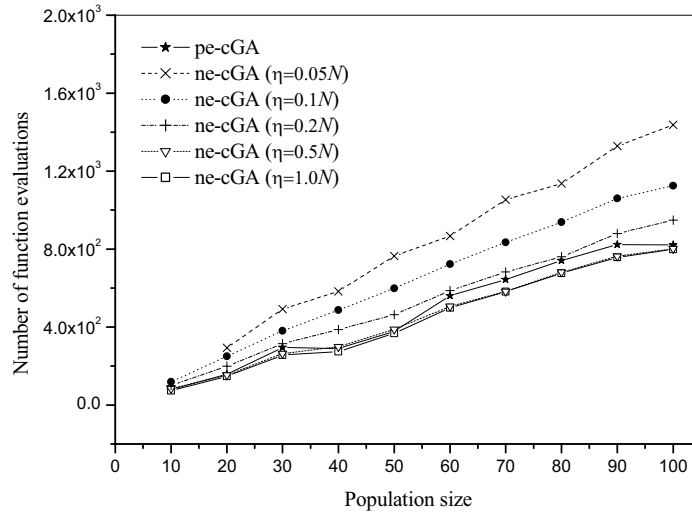 2.0x10³
1.6x10³
1.2x10³
8.0x10²
4.0x10²
0.0
Number of function evaluations
pe-cGA
ne-cGA (η=0.05N)
ne-cGA (η=0.1N)
ne-cGA (η=0.2N)
ne-cGA (η=0.5N)
ne-cGA (η=1.0N)
0 10 20 30 40 50 60 70 80 90 100
Population size